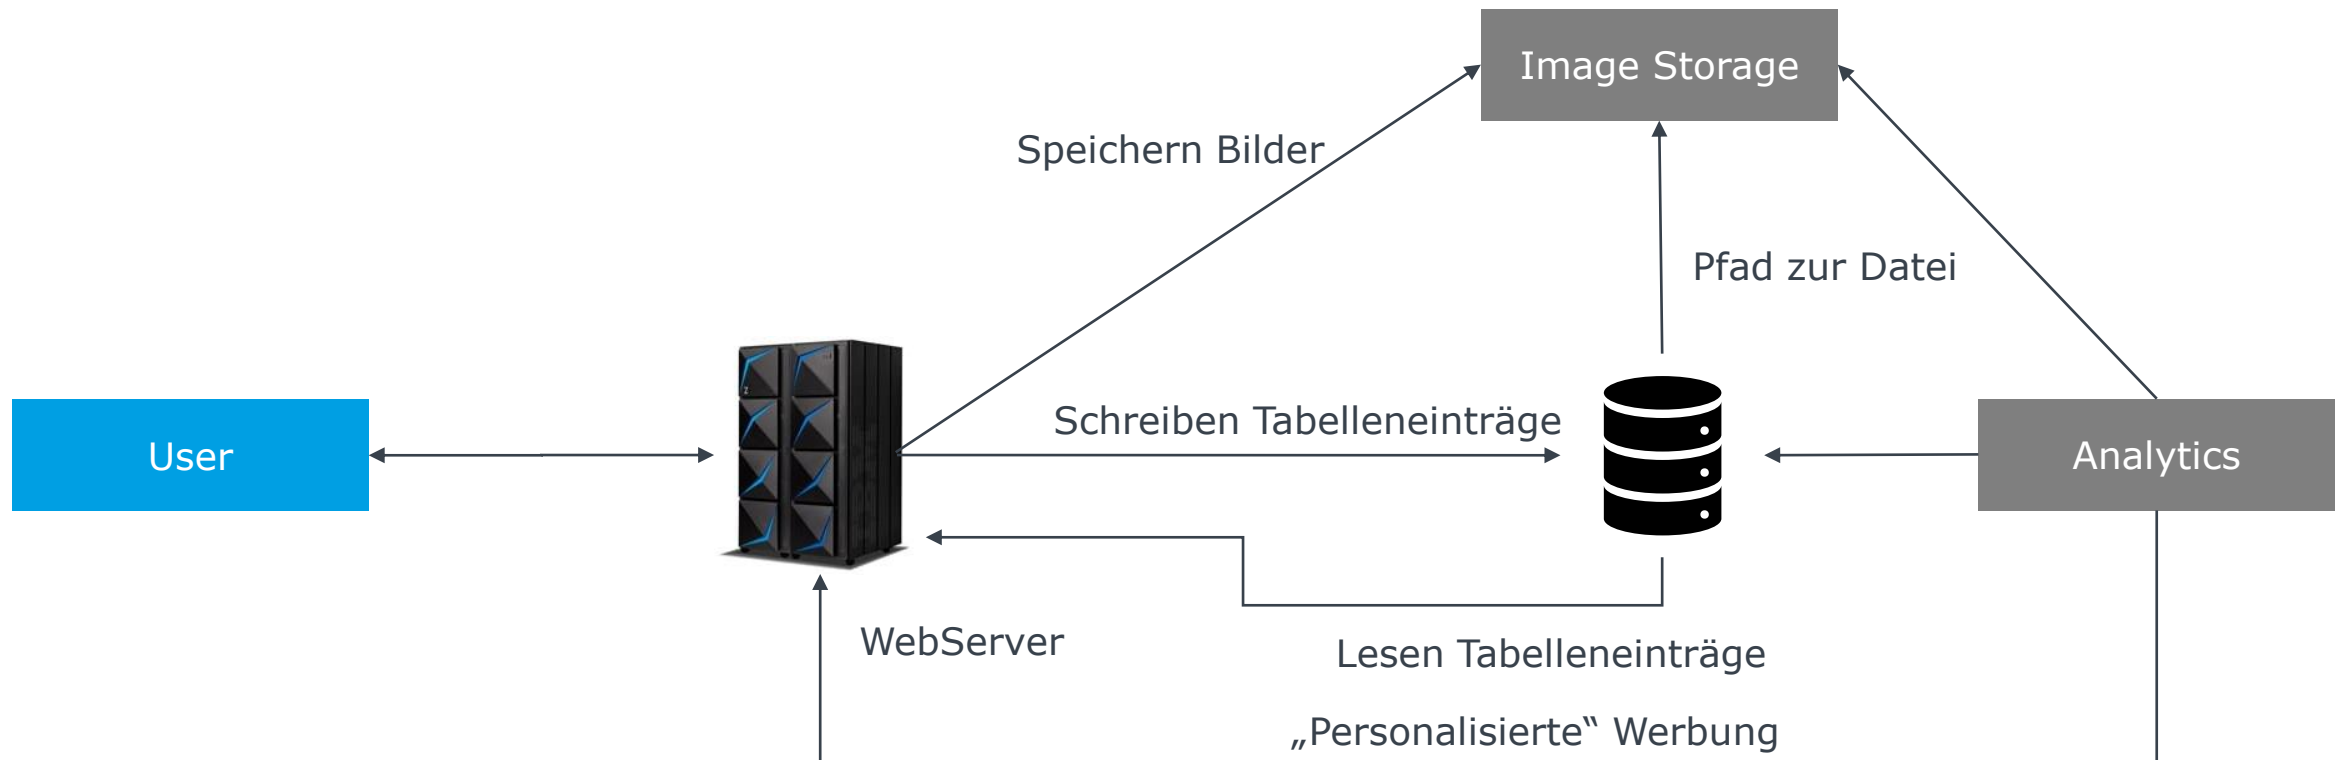 Image Storage
Speichern Bilder
Pfad zur Datei
Schreiben Tabelleneinträge
User
Analytics
WebServer
Lesen Tabelleneinträge
„Personalisierte“ Werbung